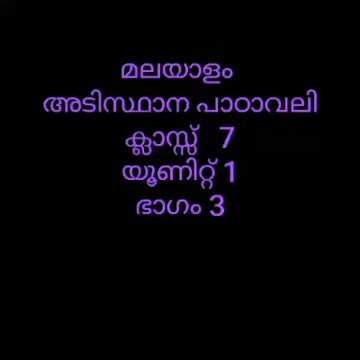 മലയാളം
അടിസ്ഥാന പാഠാവലി
ക്ലാസ്സ് 7
യൂണിറ്റ് 1
ഭാഗം 3